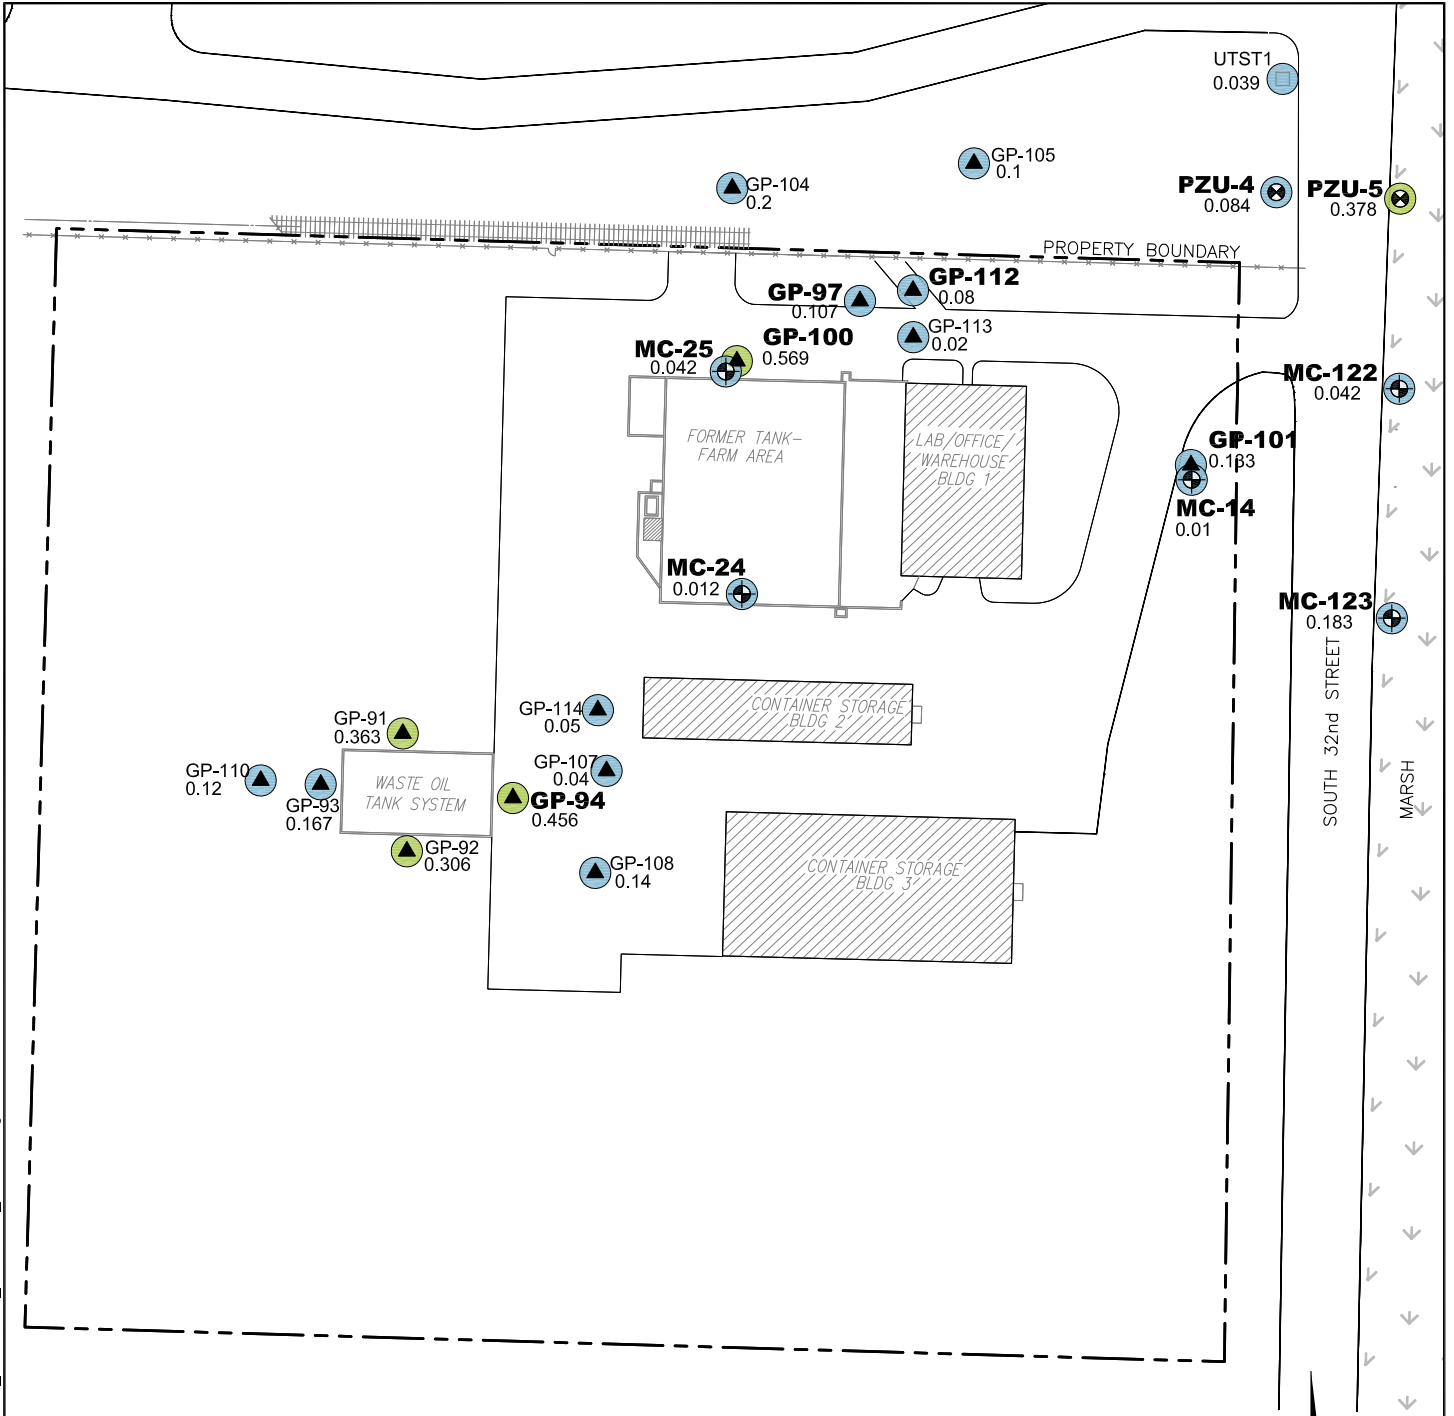 UTST1
0.039
GP-105
0.1
GP-104
0.2
PZU-4
0.084
PZU-5
0.378
PROPERTY BOUNDARY
GP-112
0.08
GP-97
0.107
GP-113
0.02
GP-100
0.569
MC-25
0.042
MC-122
0.042
FORMER TANK-
FARM AREA
LAB/OFFICE/
WAREHOUSE
BLDG 1
GP-101
0.133
MC-14
0.01
MC-24
0.012
MC-123
0.183
SOUTH 32nd STREET
MARSH
GP-114
0.05
CONTAINER STORAGE
BLDG 2
GP-91
0.363
GP-107
0.04
GP-110
0.12
GP-93
0.167
WASTE OIL
TANK SYSTEM
GP-94
0.456
GP-92
0.306
GP-108
0.14
CONTAINER STORAGE
BLDG 3